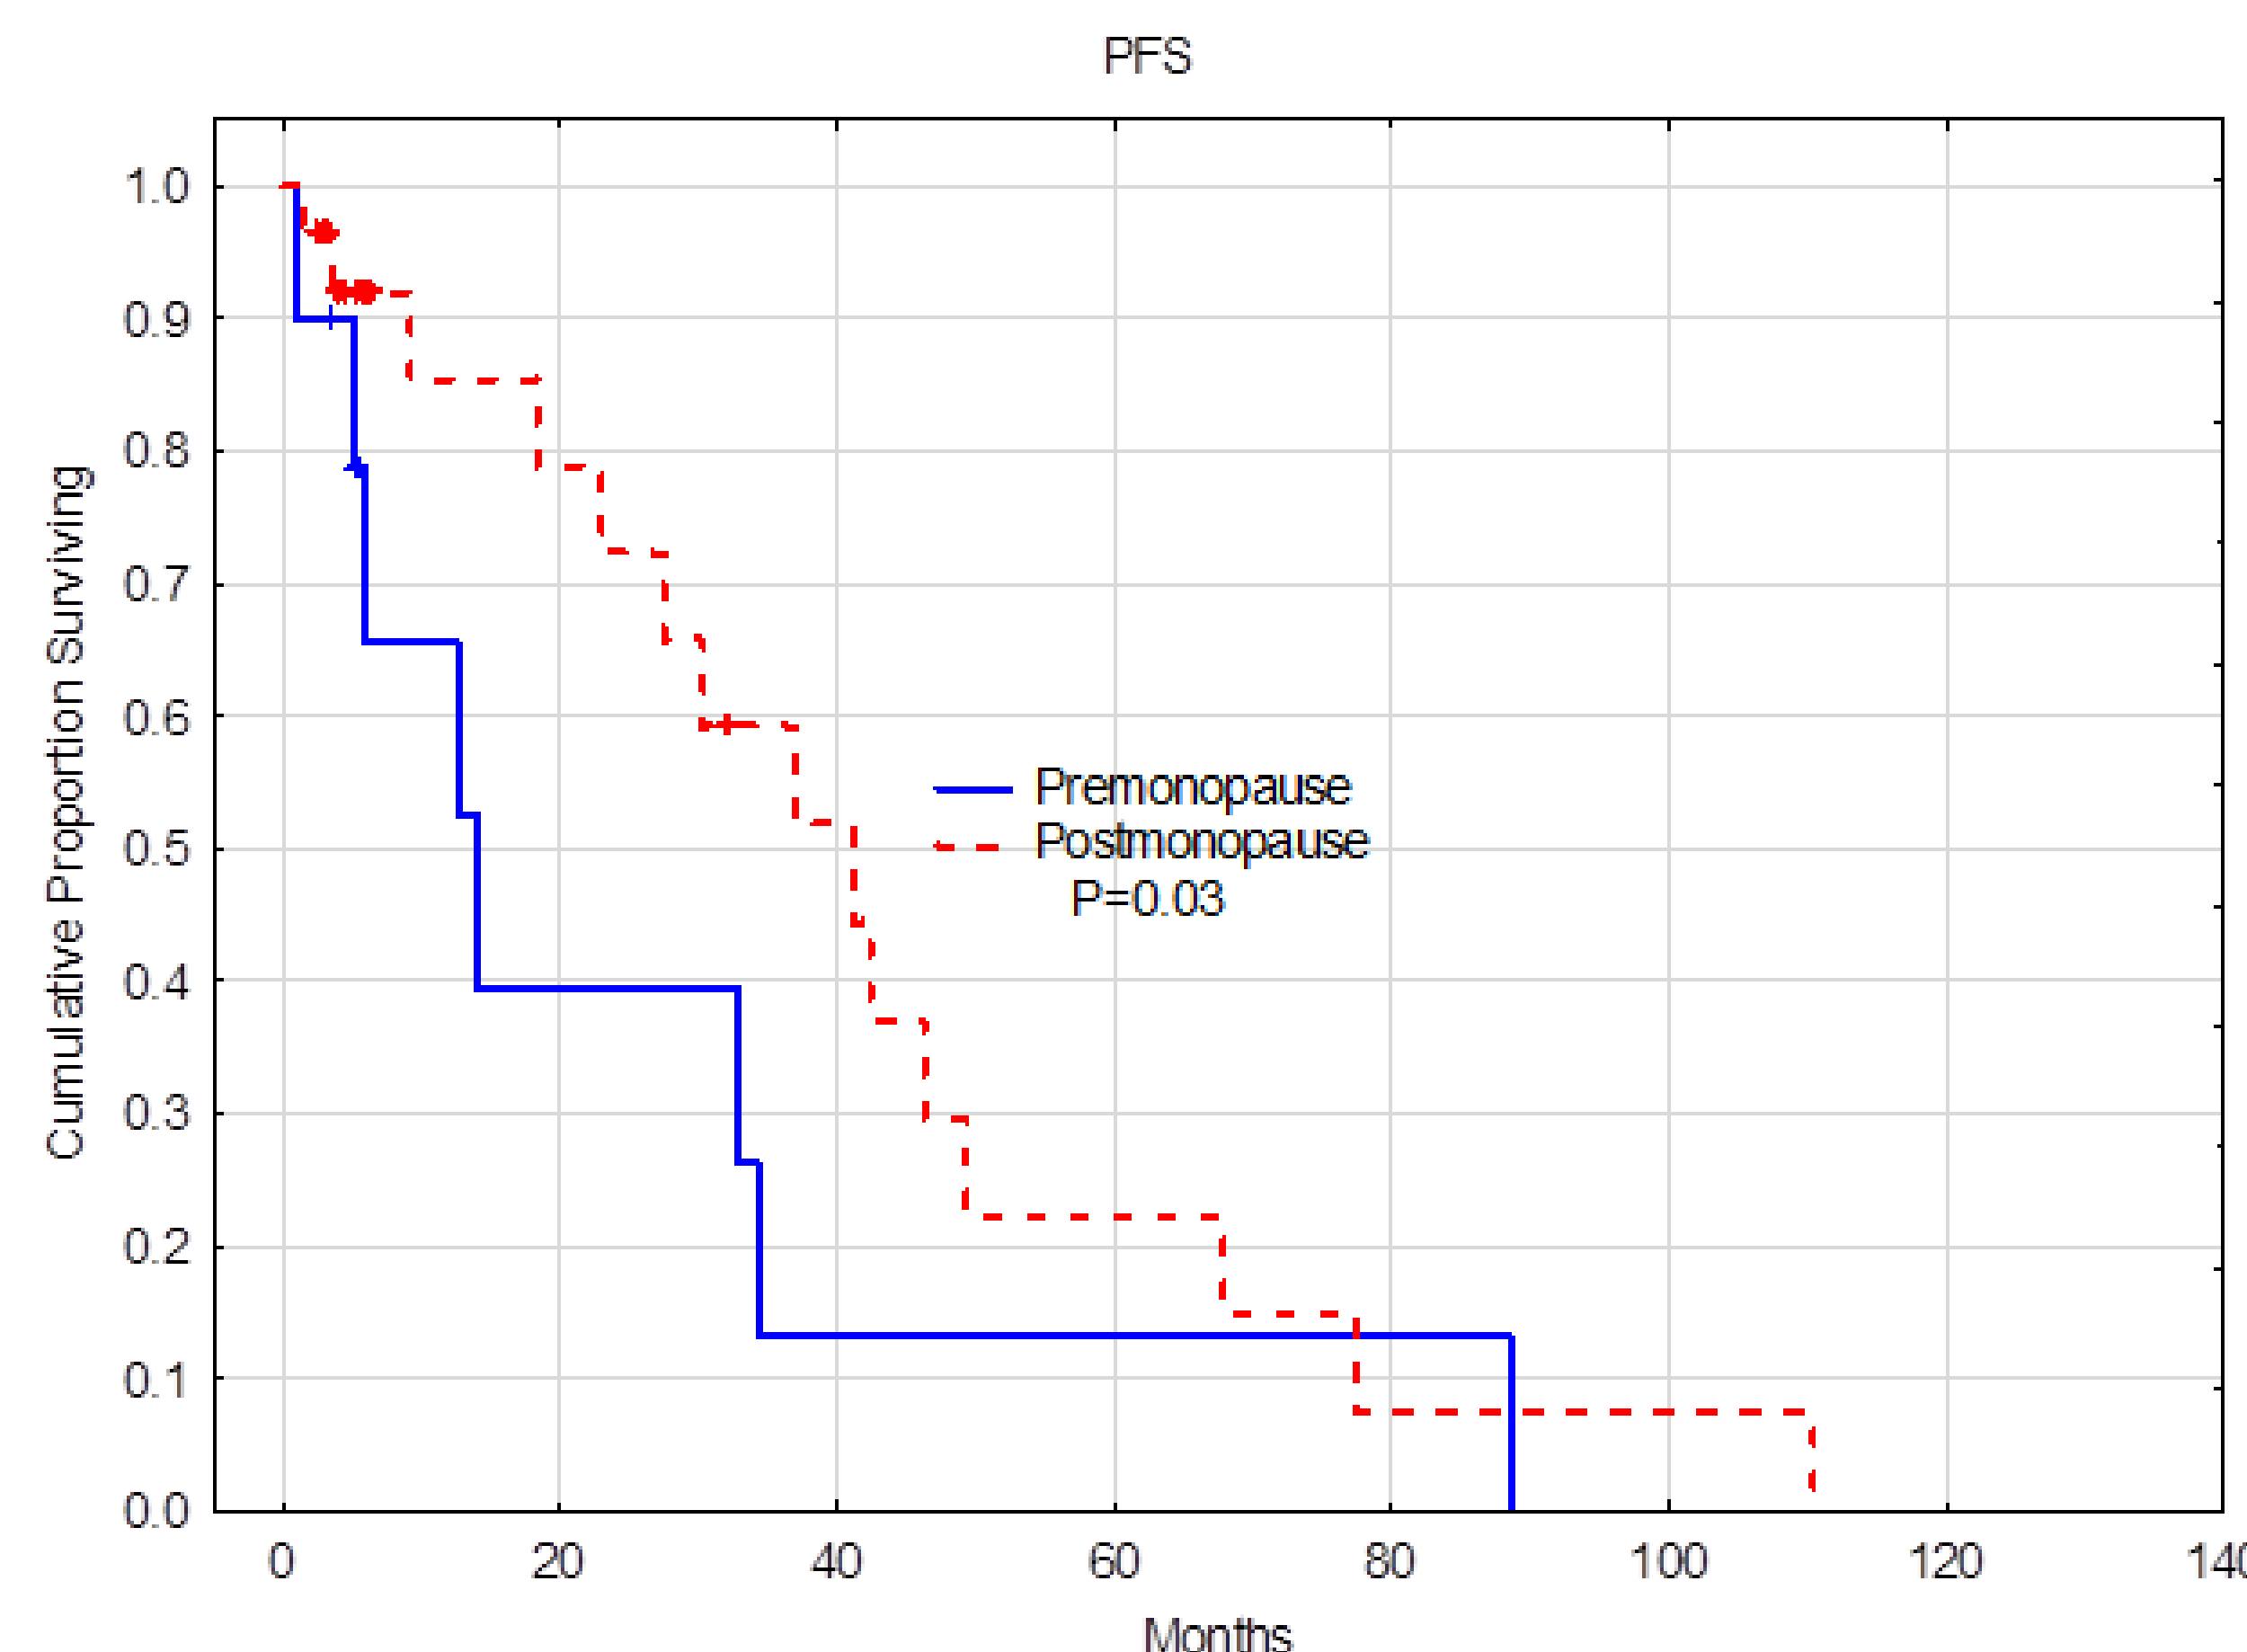 PFS
Cumulative Proportion Surviving
1.0
0.9
0.8
0.7
0.6
0.5
0.4
0.3
0.2
0.1
0.0
Premonopause
Postmonopause
P=0.03
0 20 40 60 80 100 120 140
Months